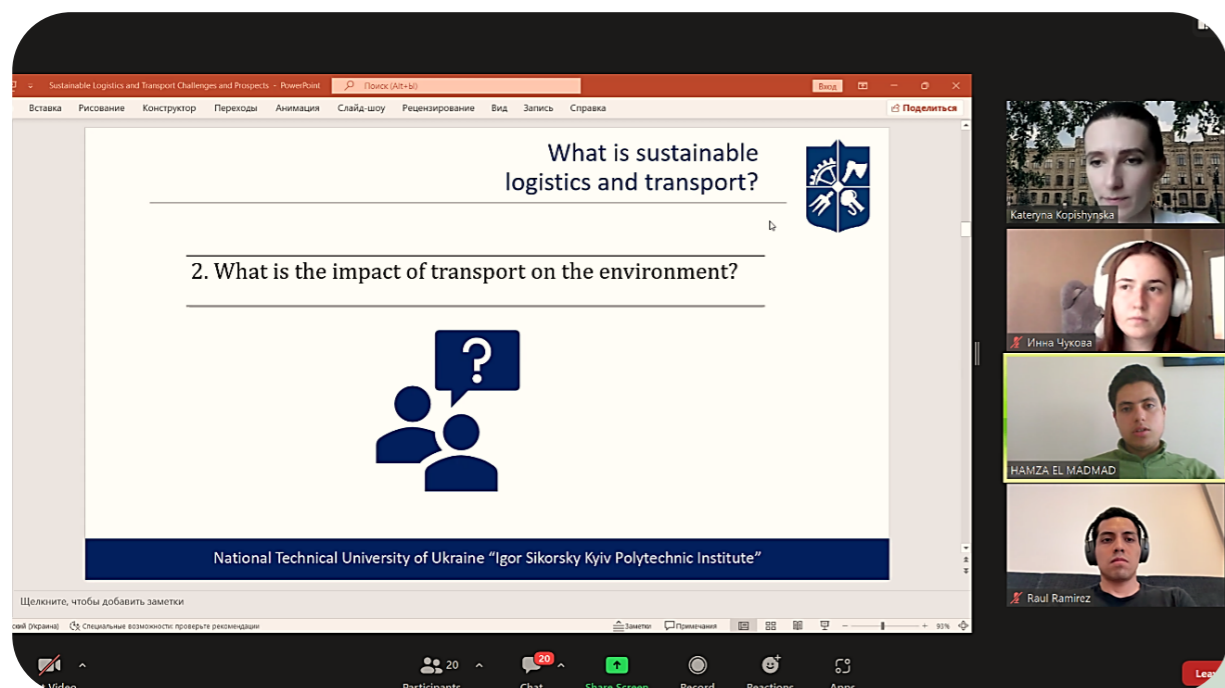 Sustainable Logistics and Transport Challenges and Prospects - PowerPoint
Поиск (Alt+Ы)
Вход
Вставка Рисование Конструктор Переходы Анимация Слайд-шоу Рецензирование Вид Запись Справка
Поделиться
What is sustainable
logistics and transport?
2. What is the impact of transport on the environment?
?
National Technical University of Ukraine “Igor Sikorsky Kyiv Polytechnic Institute”
Щелкните, чтобы добавить заметки
(Украина) Специальные возможности: проверьте рекомендации
Заметки Примечания 93%
Kateryna Kopishynska
Инна Чукова
HAMZA EL MADMAD
Raul Ramirez
20
20
Video Participants Chat Share Screen Record Reactions Apps